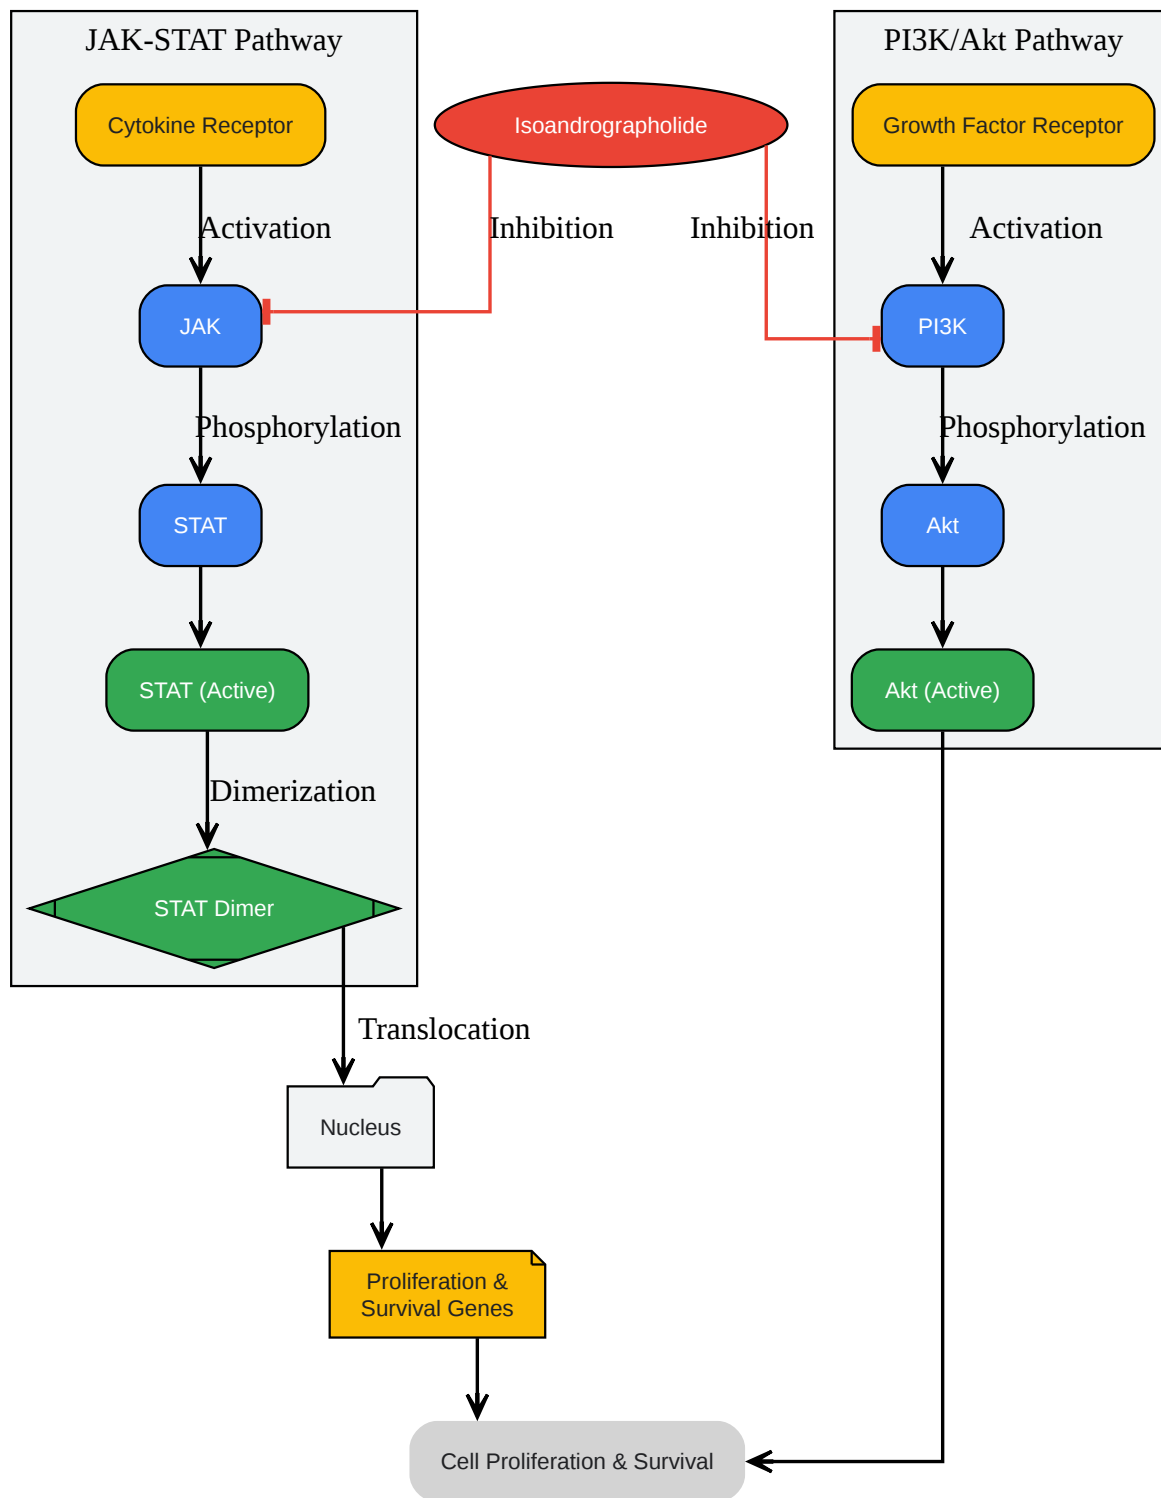 JAK-STAT Pathway
PI3K/Akt Pathway
Cytokine Receptor
Isoandrographolide
Growth Factor Receptor
Activation
Inhibition
Inhibition
Activation
JAK
PI3K
Phosphorylation
Phosphorylation
STAT
Akt
STAT (Active)
Akt (Active)
Dimerization
STAT Dimer
Translocation
Nucleus
Proliferation &
Survival Genes
Cell Proliferation & Survival